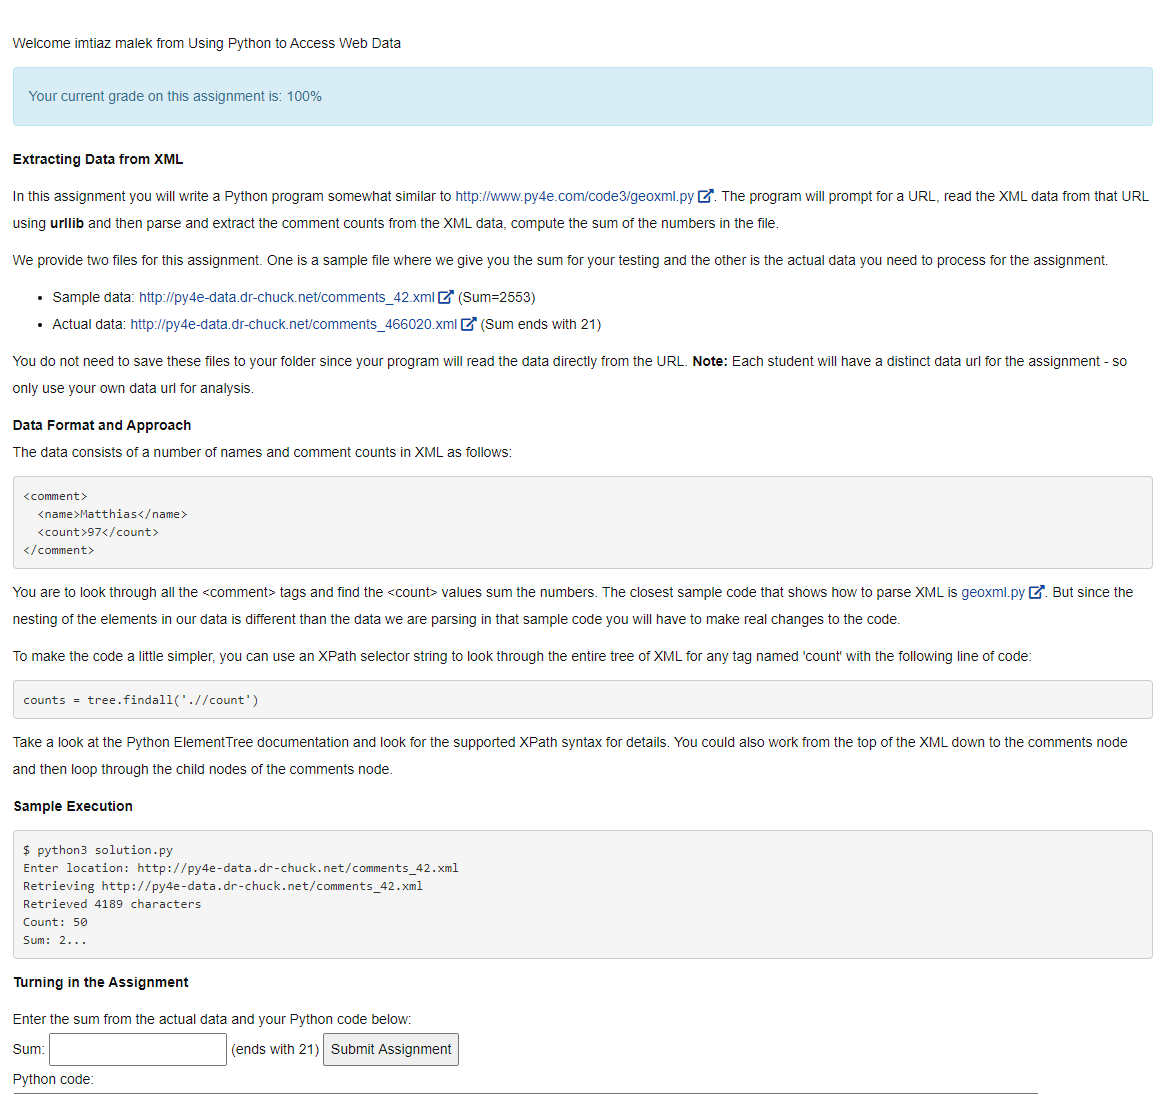 Welcome imtiaz malek from Using Python to Access Web Data
Your current grade on this assignment is: 100%
Extracting Data from XML
In this assignment you will write a Python program somewhat similar to http://www.py4e.com/code3/geoxml.py. The program will prompt for a URL, read the XML data from that URL
using urllib and then parse and extract the comment counts from the XML data, compute the sum of the numbers in the file.
We provide two files for this assignment. One is a sample file where we give you the sum for your testing and the other is the actual data you need to process for the assignment.
• Sample data: http://py4e-data.dr-chuck.net/comments_42.xml (Sum=2553)
• Actual data: http://py4e-data.dr-chuck.net/comments_466020.xml (Sum ends with 21)
You do not need to save these files to your folder since your program will read the data directly from the URL. Note: Each student will have a distinct data url for the assignment - so
only use your own data url for analysis.
Data Format and Approach
The data consists of a number of names and comment counts in XML as follows:
<comment>
  <name>Matthias</name>
  <count>97</count>
</comment>
You are to look through all the <comment> tags and find the <count> values sum the numbers. The closest sample code that shows how to parse XML is geoxml.py. But since the
nesting of the elements in our data is different than the data we are parsing in that sample code you will have to make real changes to the code.
To make the code a little simpler, you can use an XPath selector string to look through the entire tree of XML for any tag named 'count' with the following line of code:
counts = tree.findall('.//count')
Take a look at the Python ElementTree documentation and look for the supported XPath syntax for details. You could also work from the top of the XML down to the comments node
and then loop through the child nodes of the comments node.
Sample Execution
$ python3 solution.py
Enter location: http://py4e-data.dr-chuck.net/comments_42.xml
Retrieving http://py4e-data.dr-chuck.net/comments_42.xml
Retrieved 4189 characters
Count: 50
Sum: 2...
Turning in the Assignment
Enter the sum from the actual data and your Python code below:
Sum: (ends with 21) Submit Assignment
Python code: